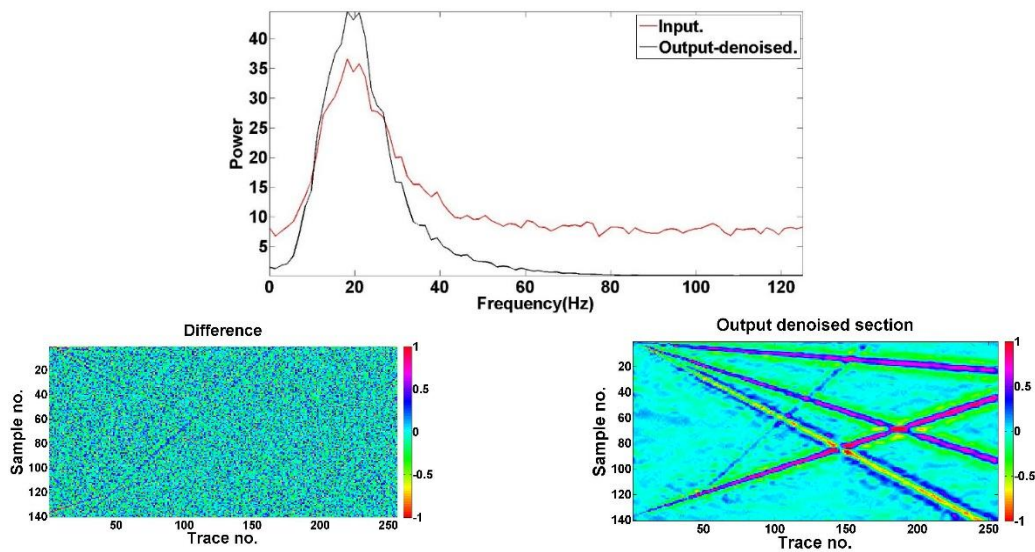 Input.
Output-denoised.
40
35
30
25
20
15
10
5
Power
0 20 40 60 80 100 120
Frequency(Hz)
Difference
20
40
60
80
100
120
140
Sample no.
50 100 150 200 250
Trace no.
1
0.5
0
-0.5
-1
Output denoised section
20
40
60
80
100
120
140
Sample no.
50 100 150 200 250
Trace no.
1
0.5
0
-0.5
-1